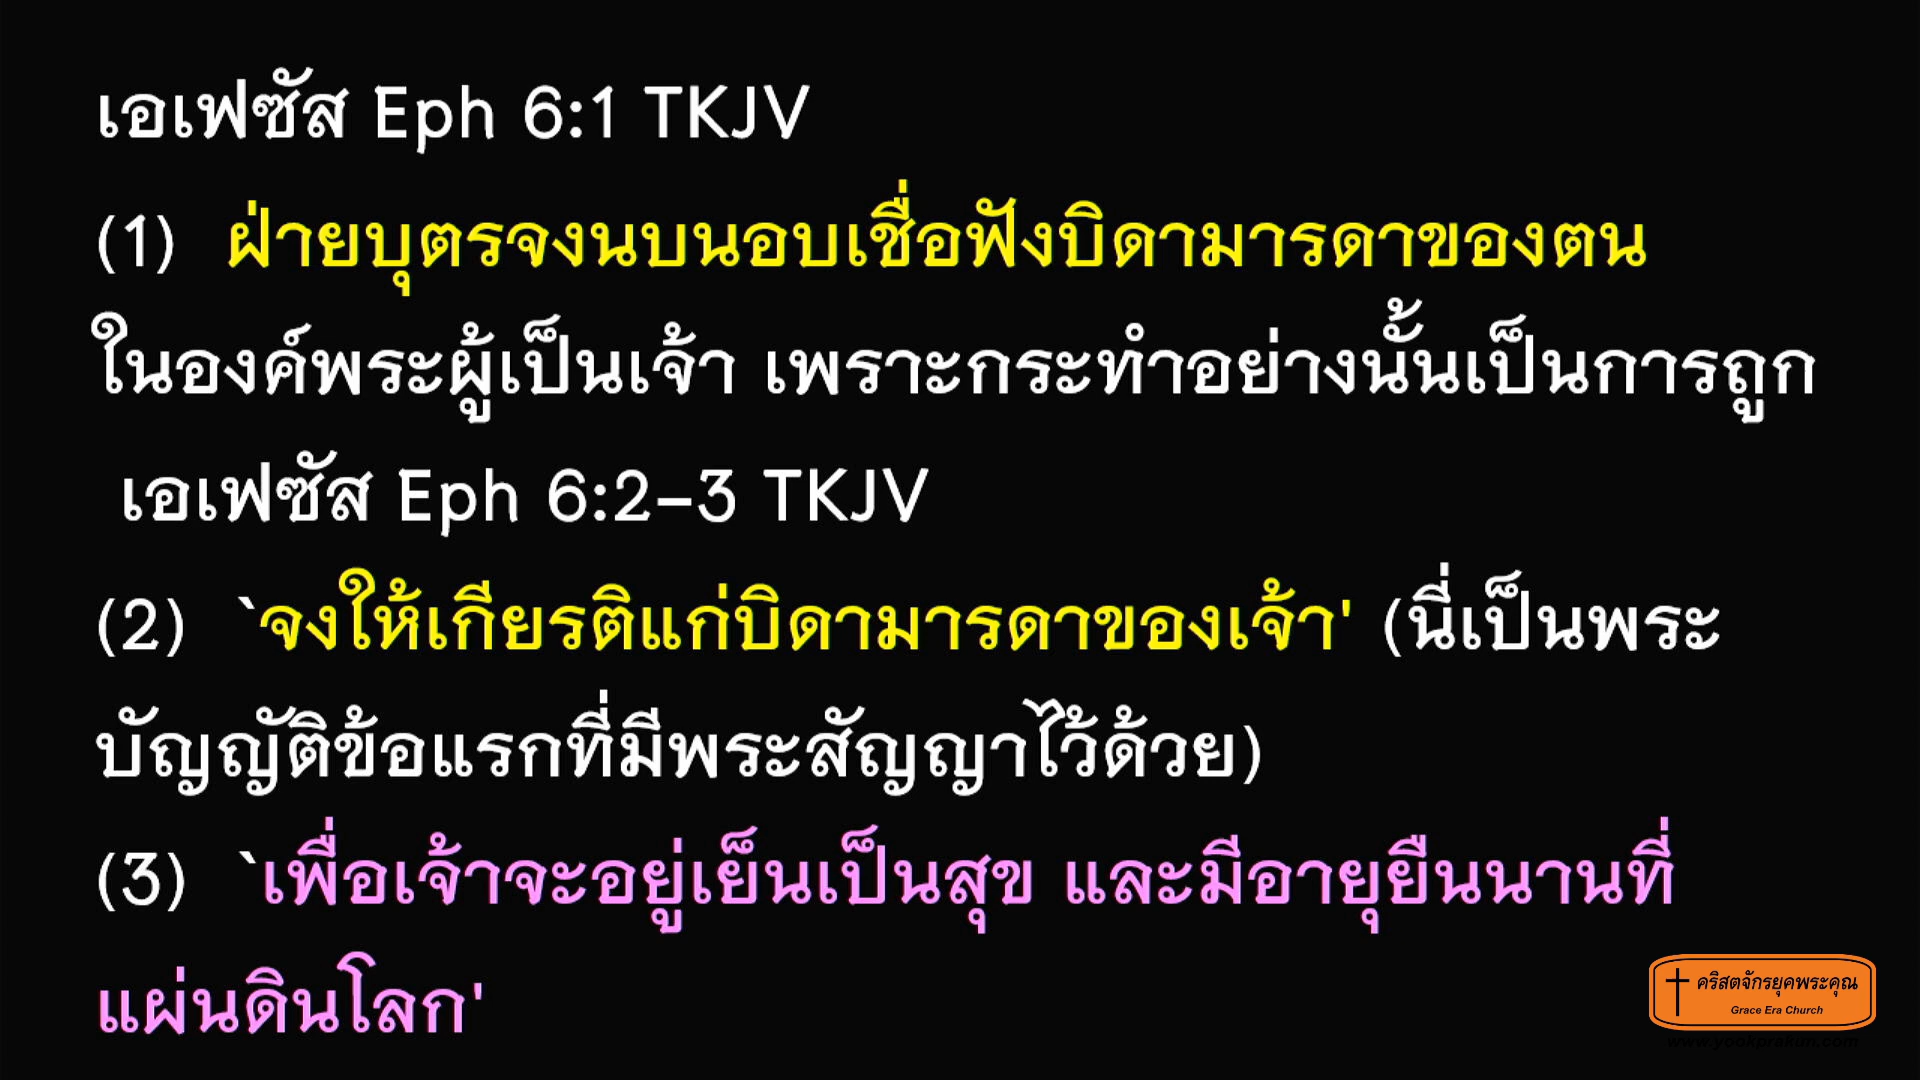 เอเฟซัส Eph 6:1 TKJV
(1) ฝ่ายบุตรจงนบนอบเชื่อฟังบิดามารดาของตน
ในองค์พระผู้เป็นเจ้า เพราะกระทำอย่างนั้นเป็นการถูก
เอเฟซัส Eph 6:2-3 TKJV
(2) `จงให้เกียรติแก่บิดามารดาของเจ้า' (นี่เป็นพระ
บัญญัติข้อแรกที่มีพระสัญญาไว้ด้วย)
(3) `เพื่อเจ้าจะอยู่เย็นเป็นสุข และมีอายุยืนนานที่
แผ่นดินโลก'
คริสตจักรยุคพระคุณ
Grace Era Church
www.yookprakun.com